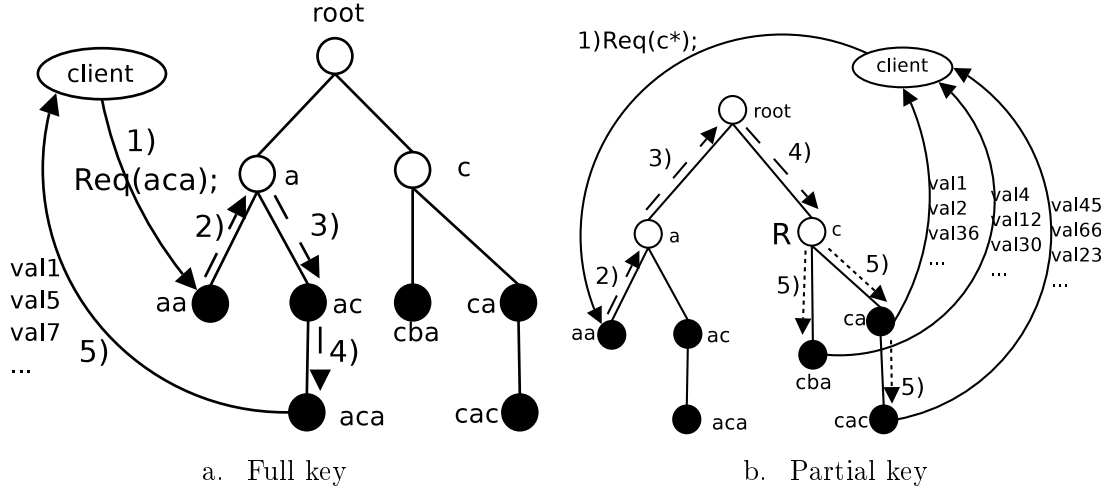 root
client
1)
Req(aca);
a
c
2)
3)
val1
val5
val7
...
5)
aa
ac
cba
ca
4)
aca
cac
a. Full key
1)Req(c*);
client
root
3)
4)
val1
val2
val36
...
val4
val12
val30
...
val45
val66
val23
...
a
R
c
2)
5)
5)
aa
ac
ca
cba
5)
aca
cac
b. Partial key